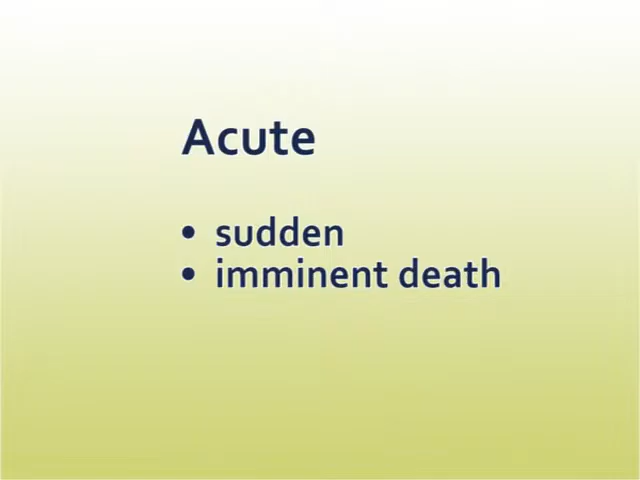 Acute
• sudden
• imminent death